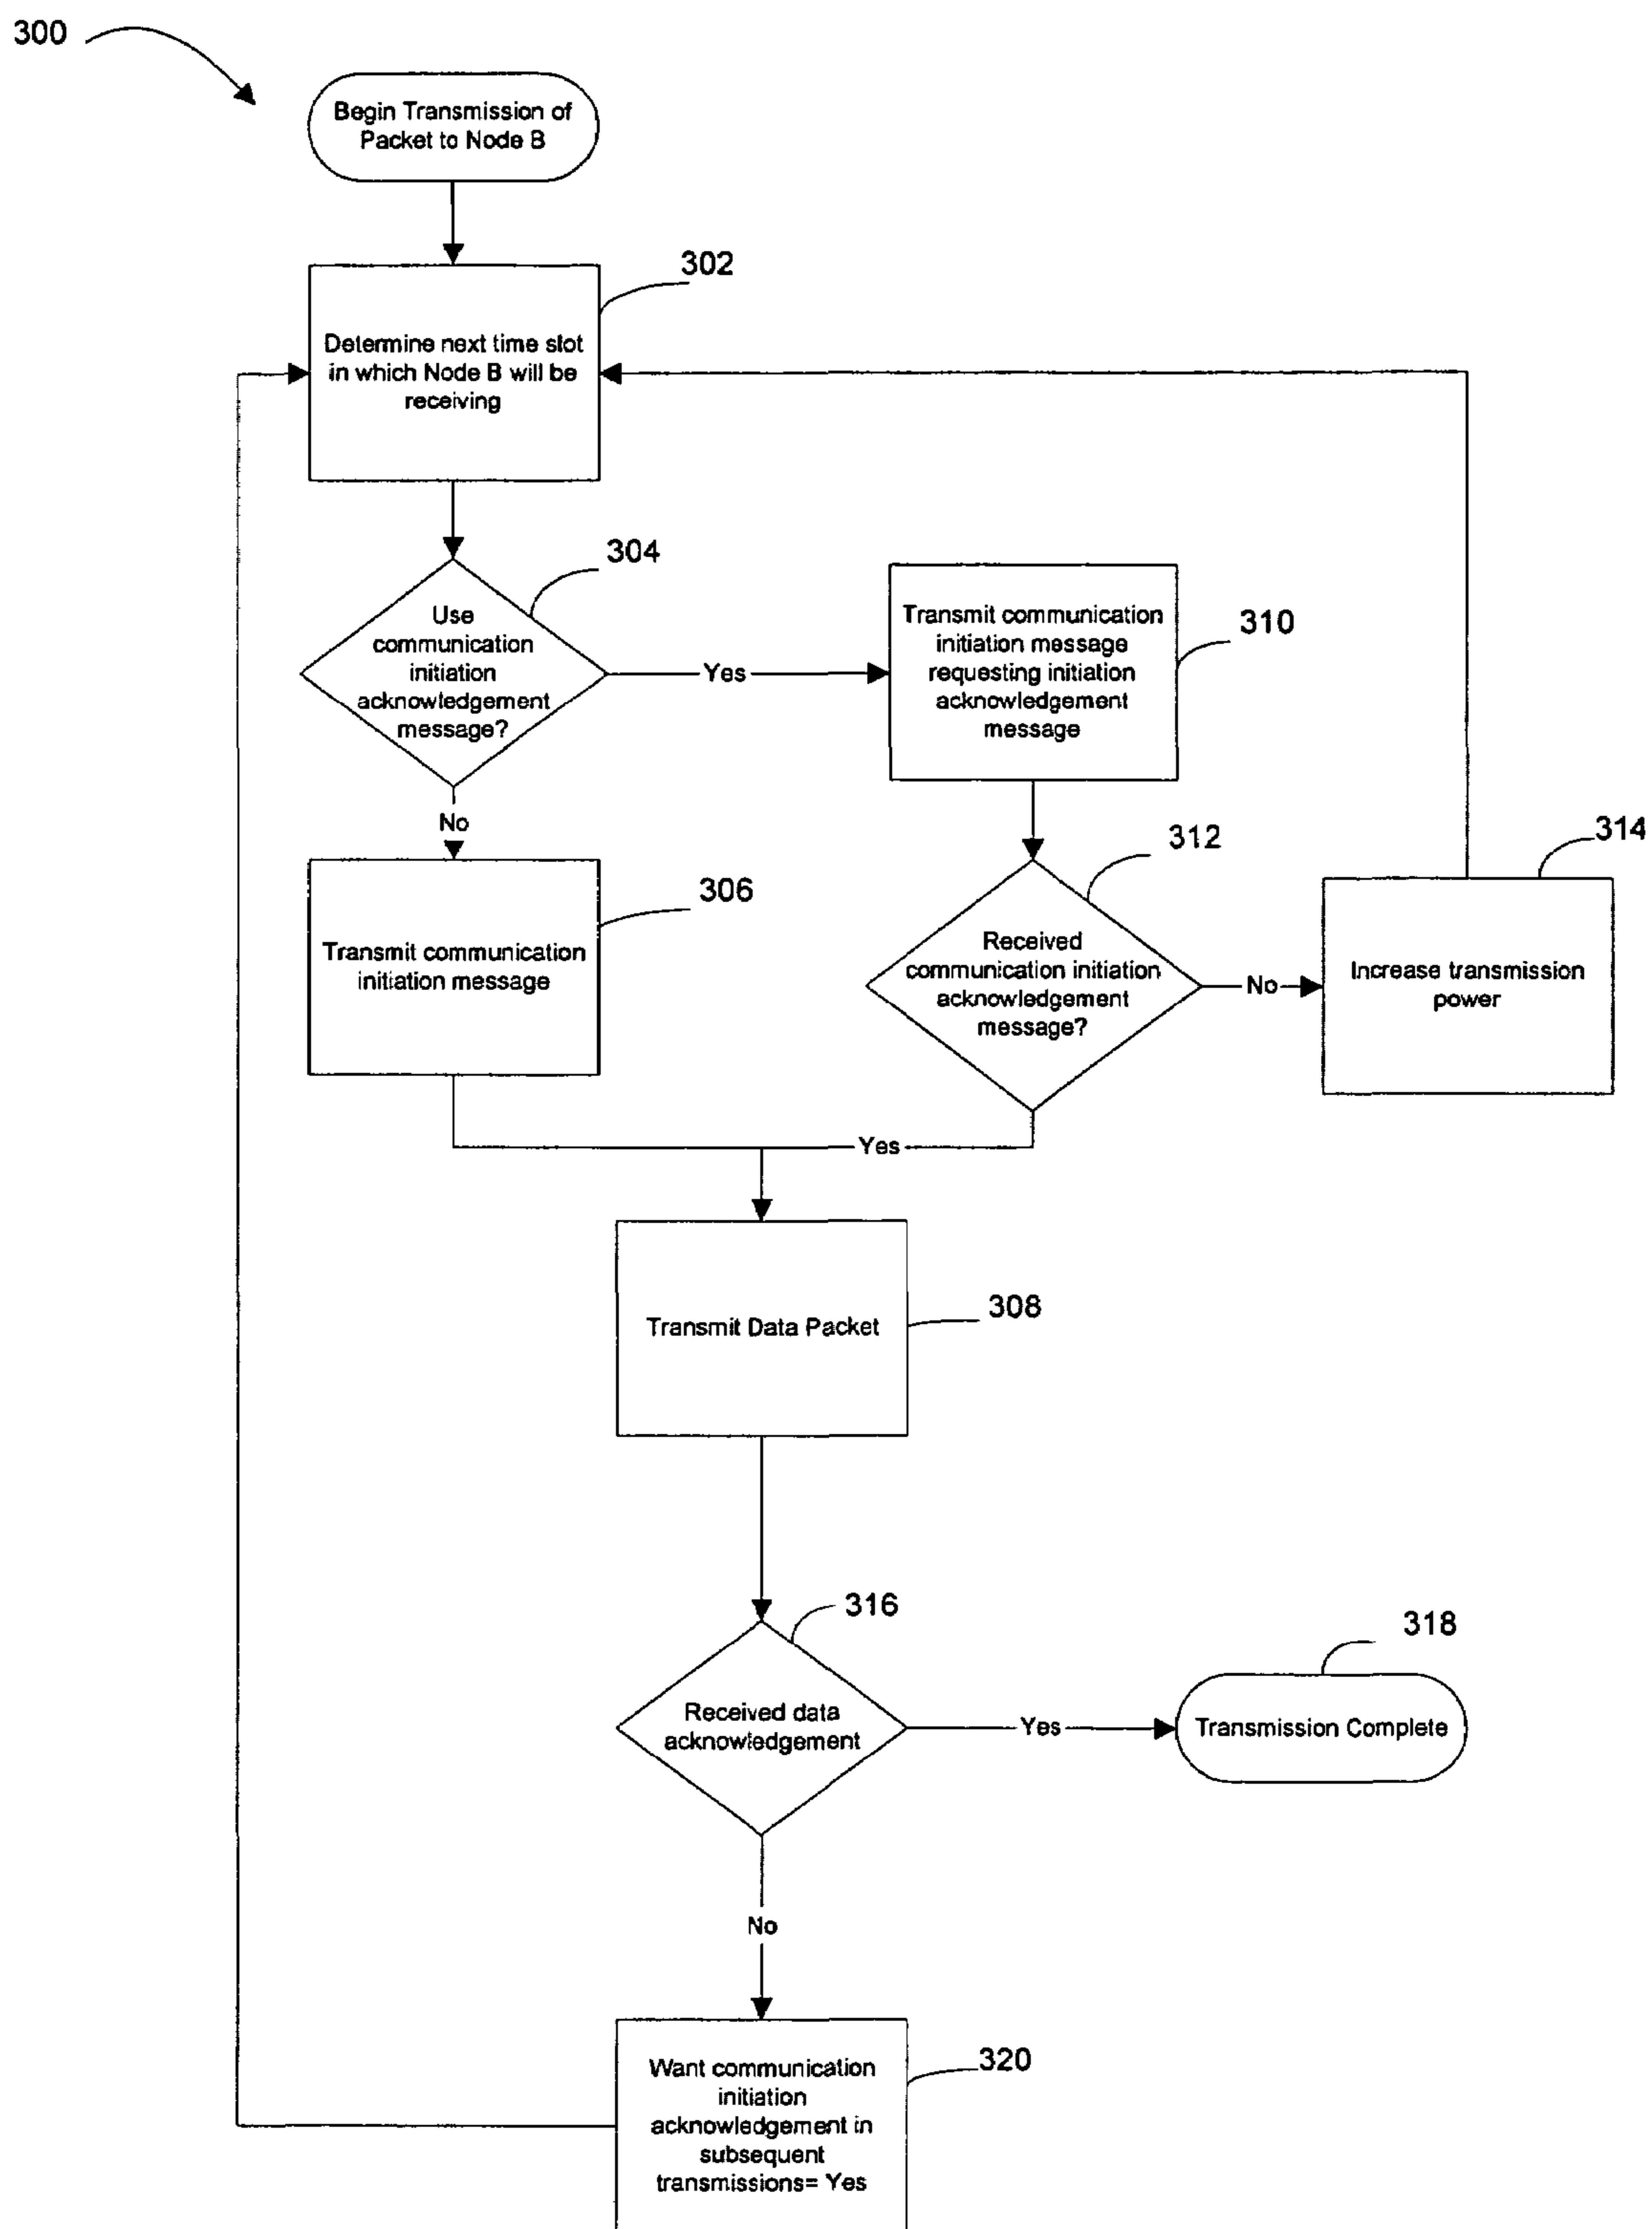 300
Begin Transmission of
Packet to Node B
302
Determine next time slot
in which Node B will be
receiving
304
Use
communication
initiation
acknowledgement
message?
Yes
310
Transmit communication
initiation message
requesting initiation
acknowledgement
message
No
306
Transmit communication
initiation message
312
Received
communication initiation
acknowledgement
message?
No
314
Increase transmission
power
Yes
308
Transmit Data Packet
316
Received data
acknowledgement
Yes
318
Transmission Complete
No
320
Want communication
initiation
acknowledgement in
subsequent
transmissions= Yes